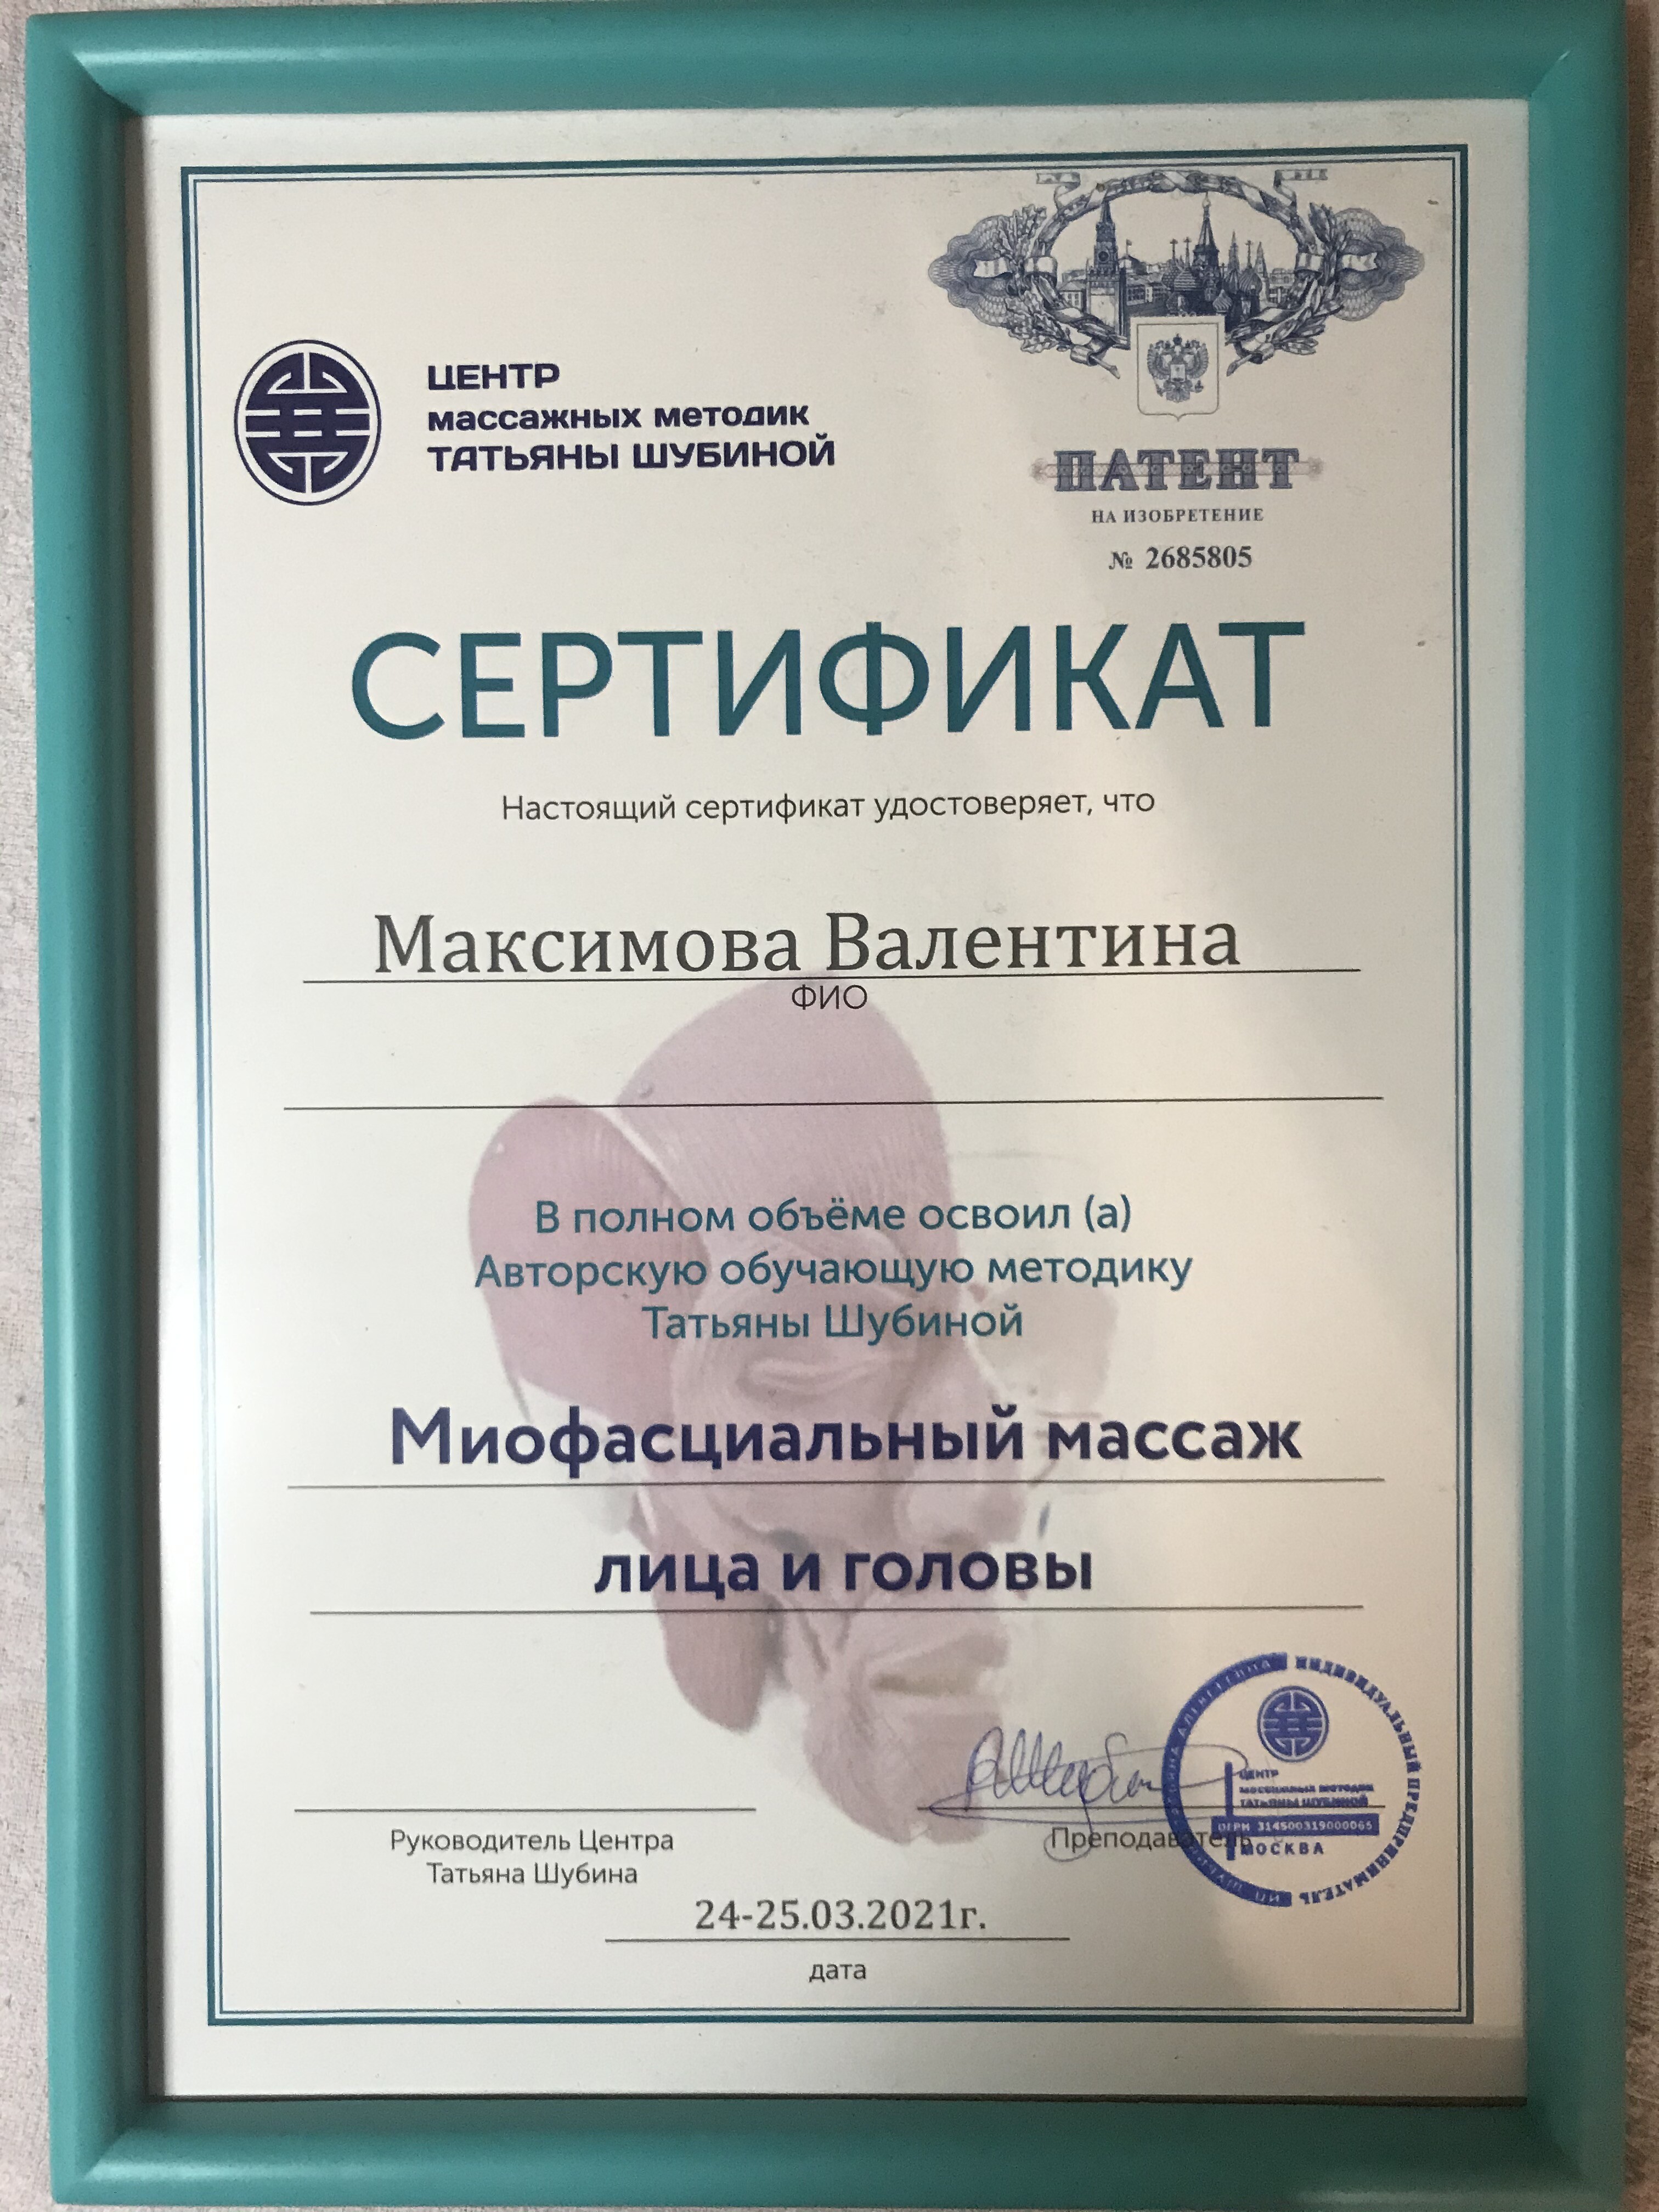 ЦЕНТР
массажных методик
ТАТЬЯНЫ ШУБИНОЙ
ПАТЕНТ
НА ИЗОБРЕТЕНИЕ
№ 2685805
СЕРТИФИКАТ
Настоящий сертификат удостоверяет, что
Максимова Валентина
ФИО
В полном объёме освоил (а)
Авторскую обучающую методику
Татьяны Шубиной
Миофасциальный массаж
лица и головы
Руководитель Центра
Татьяна Шубина
Преподаватель
ИНДИВИДУАЛЬНЫЙ ПРЕДПРИНИМАТЕЛЬ
ЦЕНТР
массажных методик
ТАТЬЯНЫ ШУБИНОЙ
ОГРН 314500319000065
МОСКВА
24-25.03.2021г.
дата